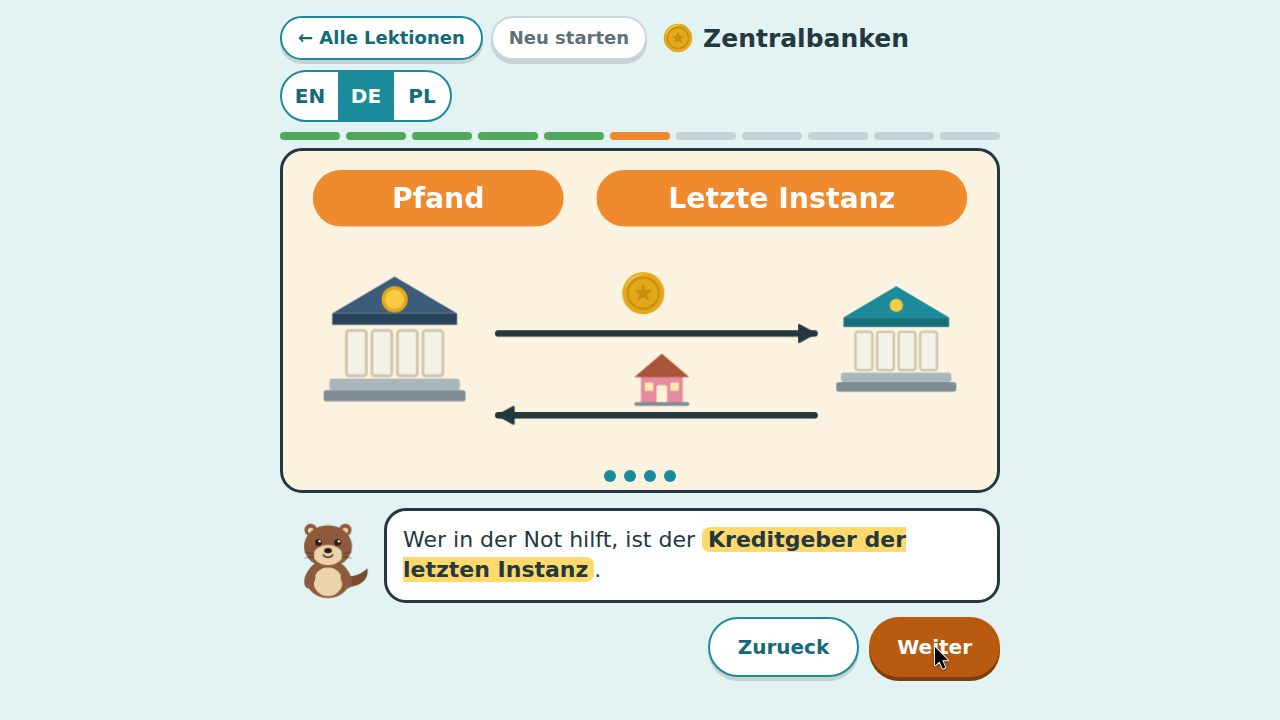 ← Alle Lektionen
Neu starten
Zentralbanken
EN DE PL
Pfand
Letzte Instanz
Wer in der Not hilft, ist der Kreditgeber der
letzten Instanz.
Zurueck
Weiter